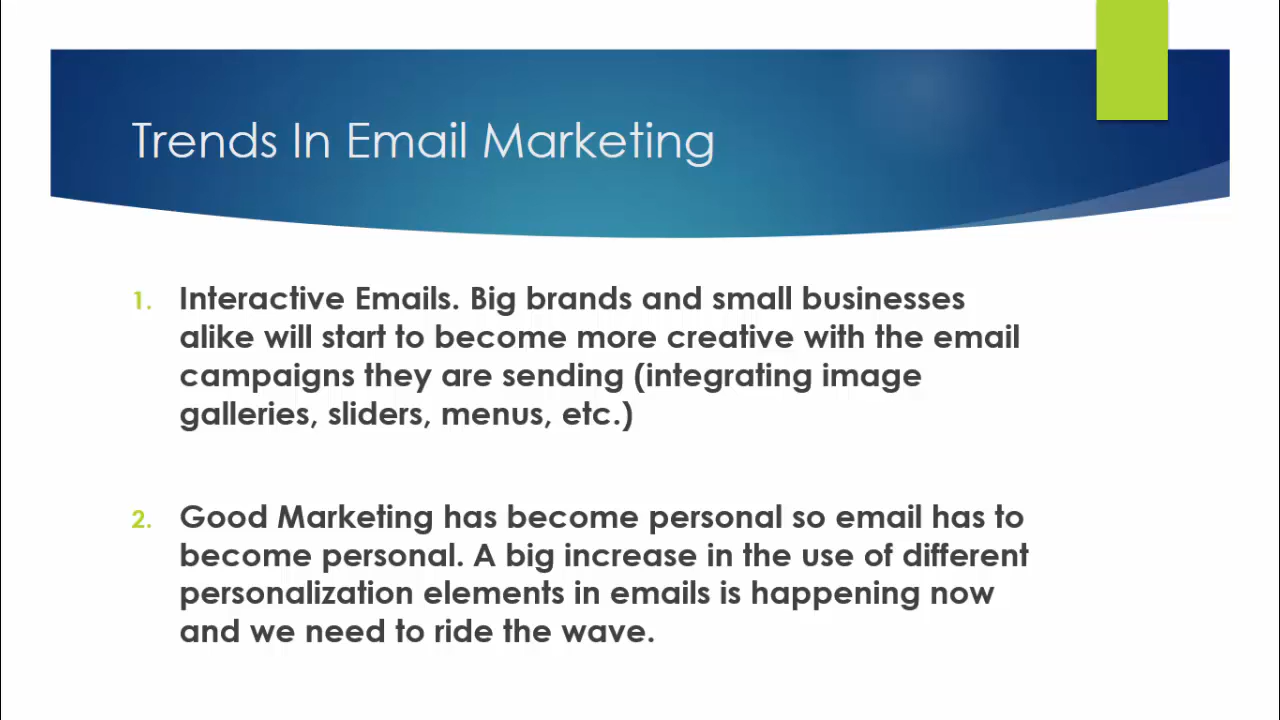 Trends In Email Marketing
1. Interactive Emails. Big brands and small businesses
alike will start to become more creative with the email
campaigns they are sending (integrating image
galleries, sliders, menus, etc.)
2. Good Marketing has become personal so email has to
become personal. A big increase in the use of different
personalization elements in emails is happening now
and we need to ride the wave.